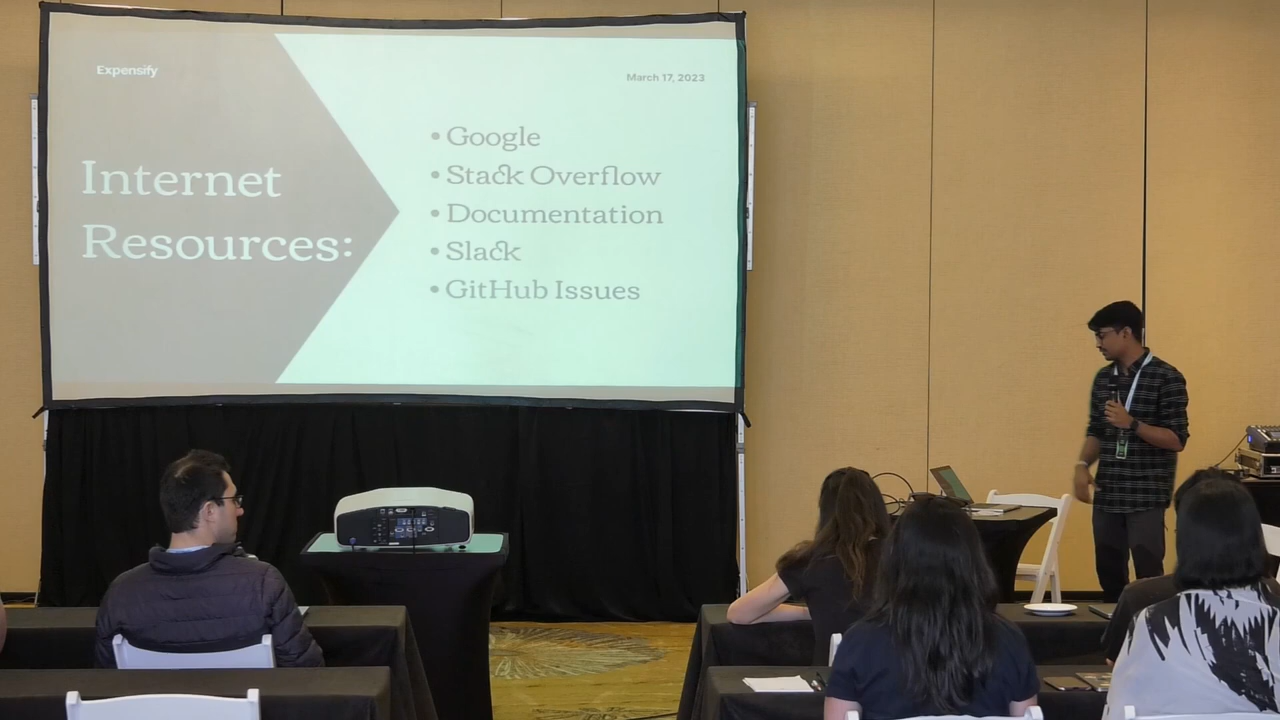 Expensify
March 17, 2023
Internet
Resources:
• Google
• Stack Overflow
• Documentation
• Slack
• GitHub Issues